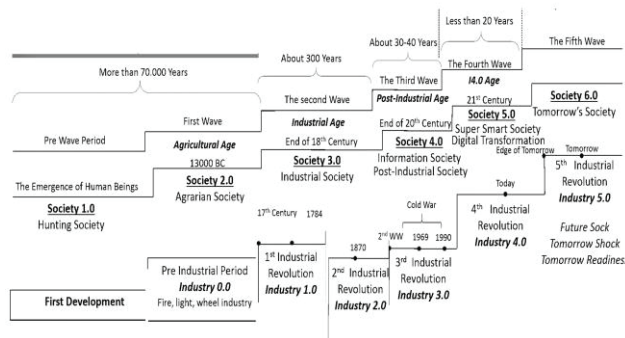 Less than 20 Years
About 30-40 Years
About 300 Years
More than 70.000 Years
The Fifth Wave
The Fourth Wave
I4.0 Age
The Third Wave
Post-Industrial Age
The second Wave
Industrial Age
First Wave
Agricultural Age
Pre Wave Period
Society 6.0
Tomorrow's Society
21st Century
Society 5.0
Super Smart Society
Digital Transformation
End of 20th Century
Society 4.0
Information Society
Post-Industrial Society
End of 18th Century
Society 3.0
Industrial Society
13000 BC
Society 2.0
Agrarian Society
The Emergence of Human Beings
Society 1.0
Hunting Society
Edge of Tomorrow
Tomorrow
5th Industrial
Revolution
Industry 5.0
Today
4th Industrial
Revolution
Industry 4.0
Cold War
2nd WW
1969
1990
3rd Industrial
Revolution
Industry 3.0
1870
2nd Industrial
Revolution
Industry 2.0
17th Century
1784
1st Industrial
Revolution
Industry 1.0
Pre Industrial Period
Industry 0.0
Fire, light, wheel industry
First Development
Future Sock
Tomorrow Shock
Tomorrow Readiness